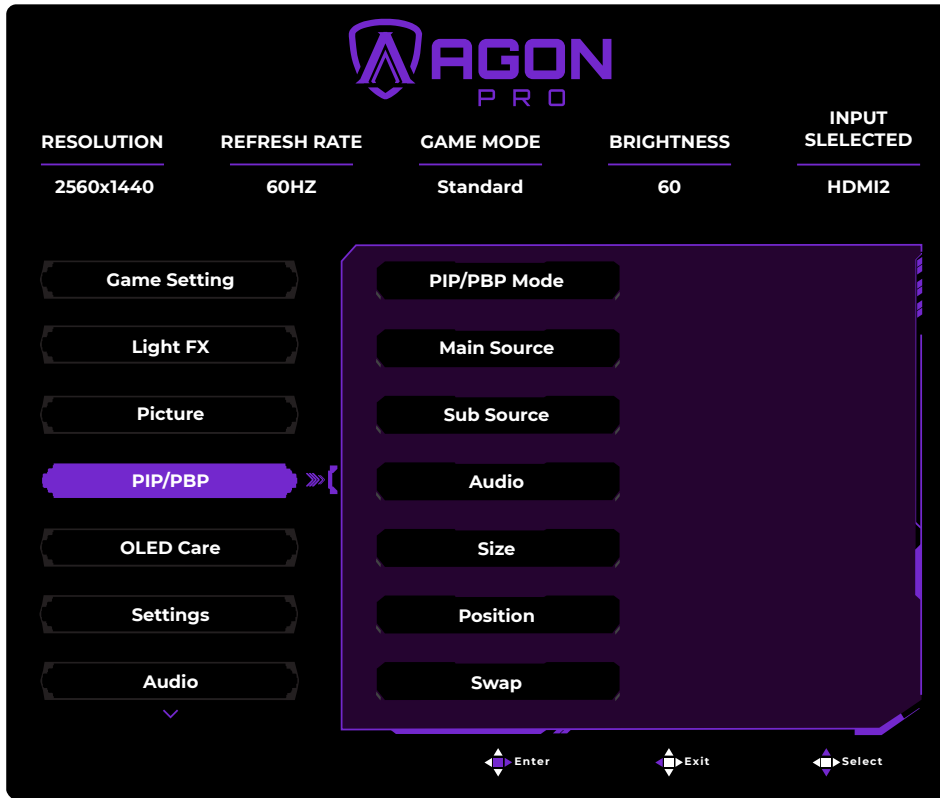 AGON
PRO
RESOLUTION
REFRESH RATE
GAME MODE
BRIGHTNESS
INPUT
SLELECTED
2560x1440
60HZ
Standard
60
HDMI2
Game Setting
Light FX
Picture
PIP/PBP
OLED Care
Settings
Audio
PIP/PBP Mode
Main Source
Sub Source
Audio
Size
Position
Swap
Enter
Exit
Select